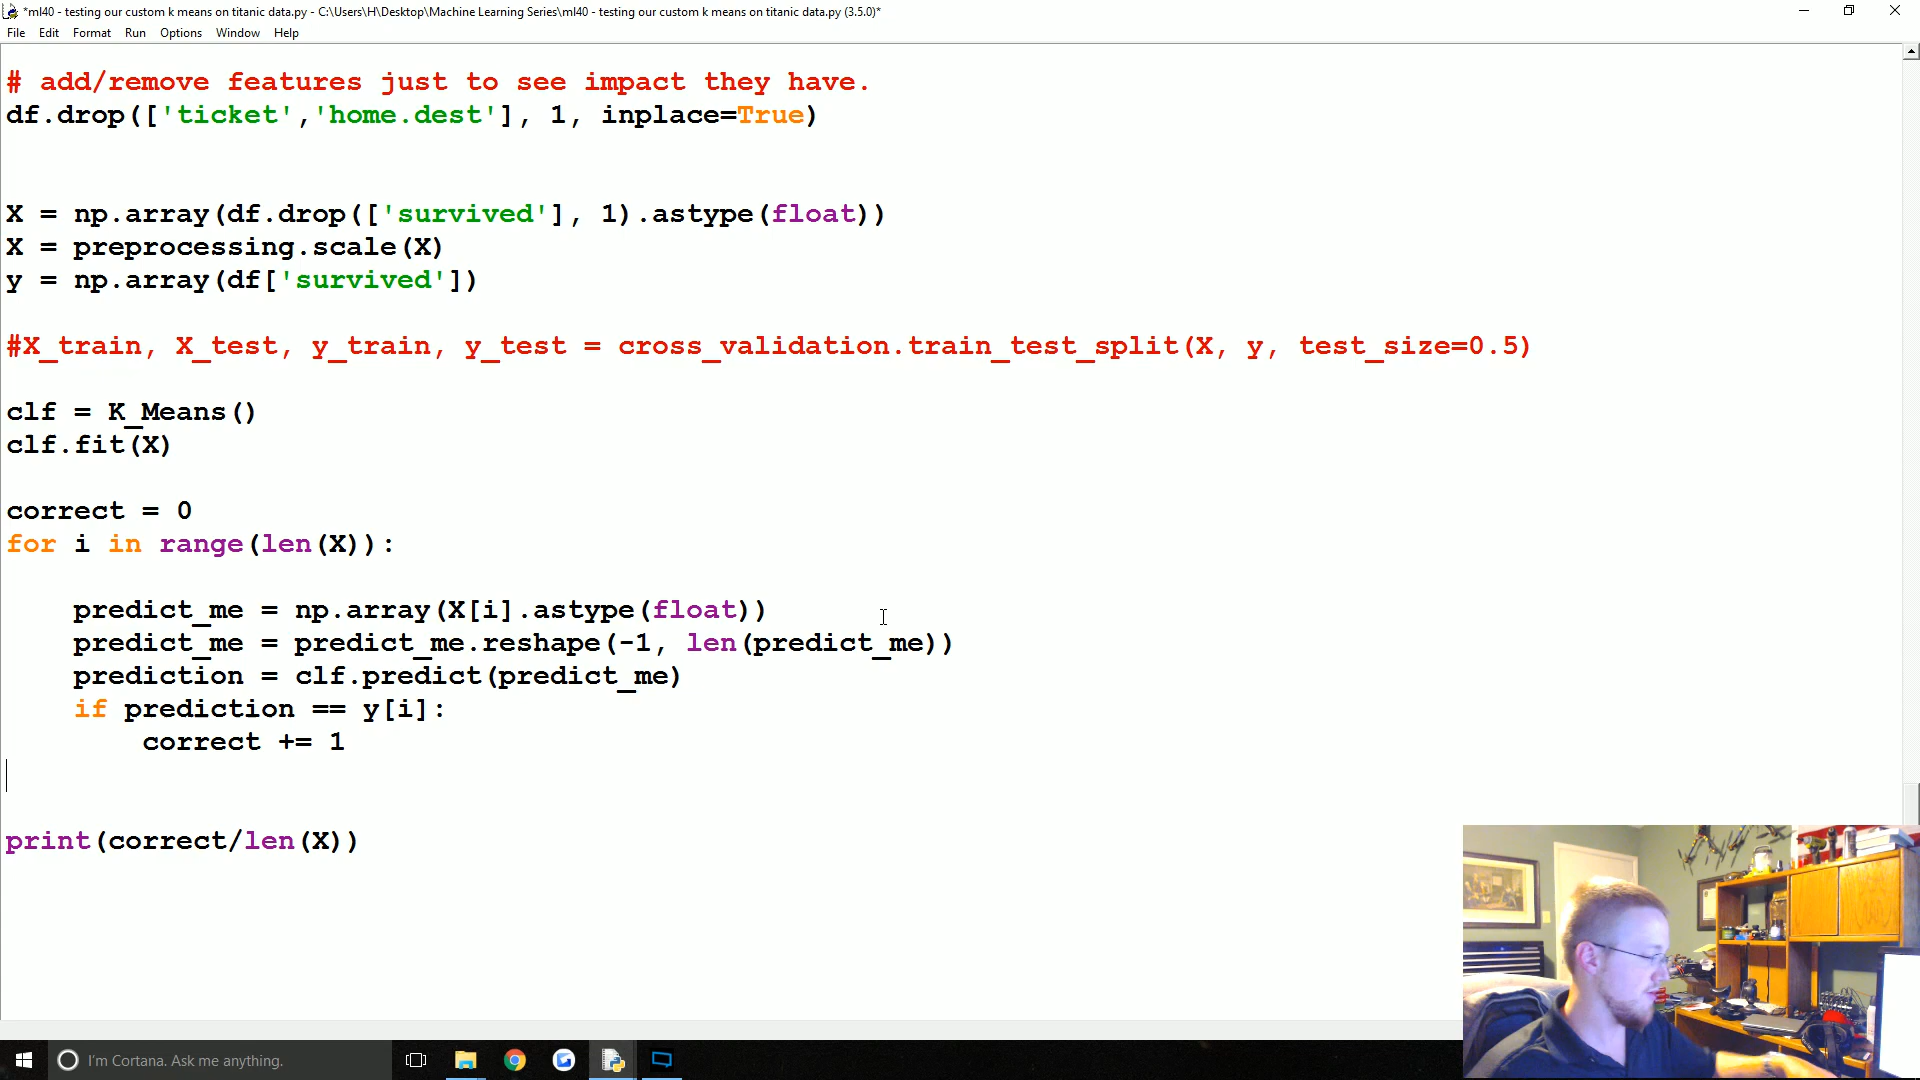 *ml40 - testing our custom k means on titanic data.py - C:\Users\H\Desktop\Machine Learning Series\ml40 - testing our custom k means on titanic data.py (3.5.0)*
File Edit Format Run Options Window Help
# add/remove features just to see impact they have.
df.drop(['ticket','home.dest'], 1, inplace=True)
X = np.array(df.drop(['survived'], 1).astype(float))
X = preprocessing.scale(X)
y = np.array(df['survived'])
#X_train, X_test, y_train, y_test = cross_validation.train_test_split(X, y, test_size=0.5)
clf = K_Means()
clf.fit(X)
correct = 0
for i in range(len(X)):
    predict_me = np.array(X[i].astype(float))
    predict_me = predict_me.reshape(-1, len(predict_me))
    prediction = clf.predict(predict_me)
    if prediction == y[i]:
        correct += 1
print(correct/len(X))
I'm Cortana. Ask me anything.